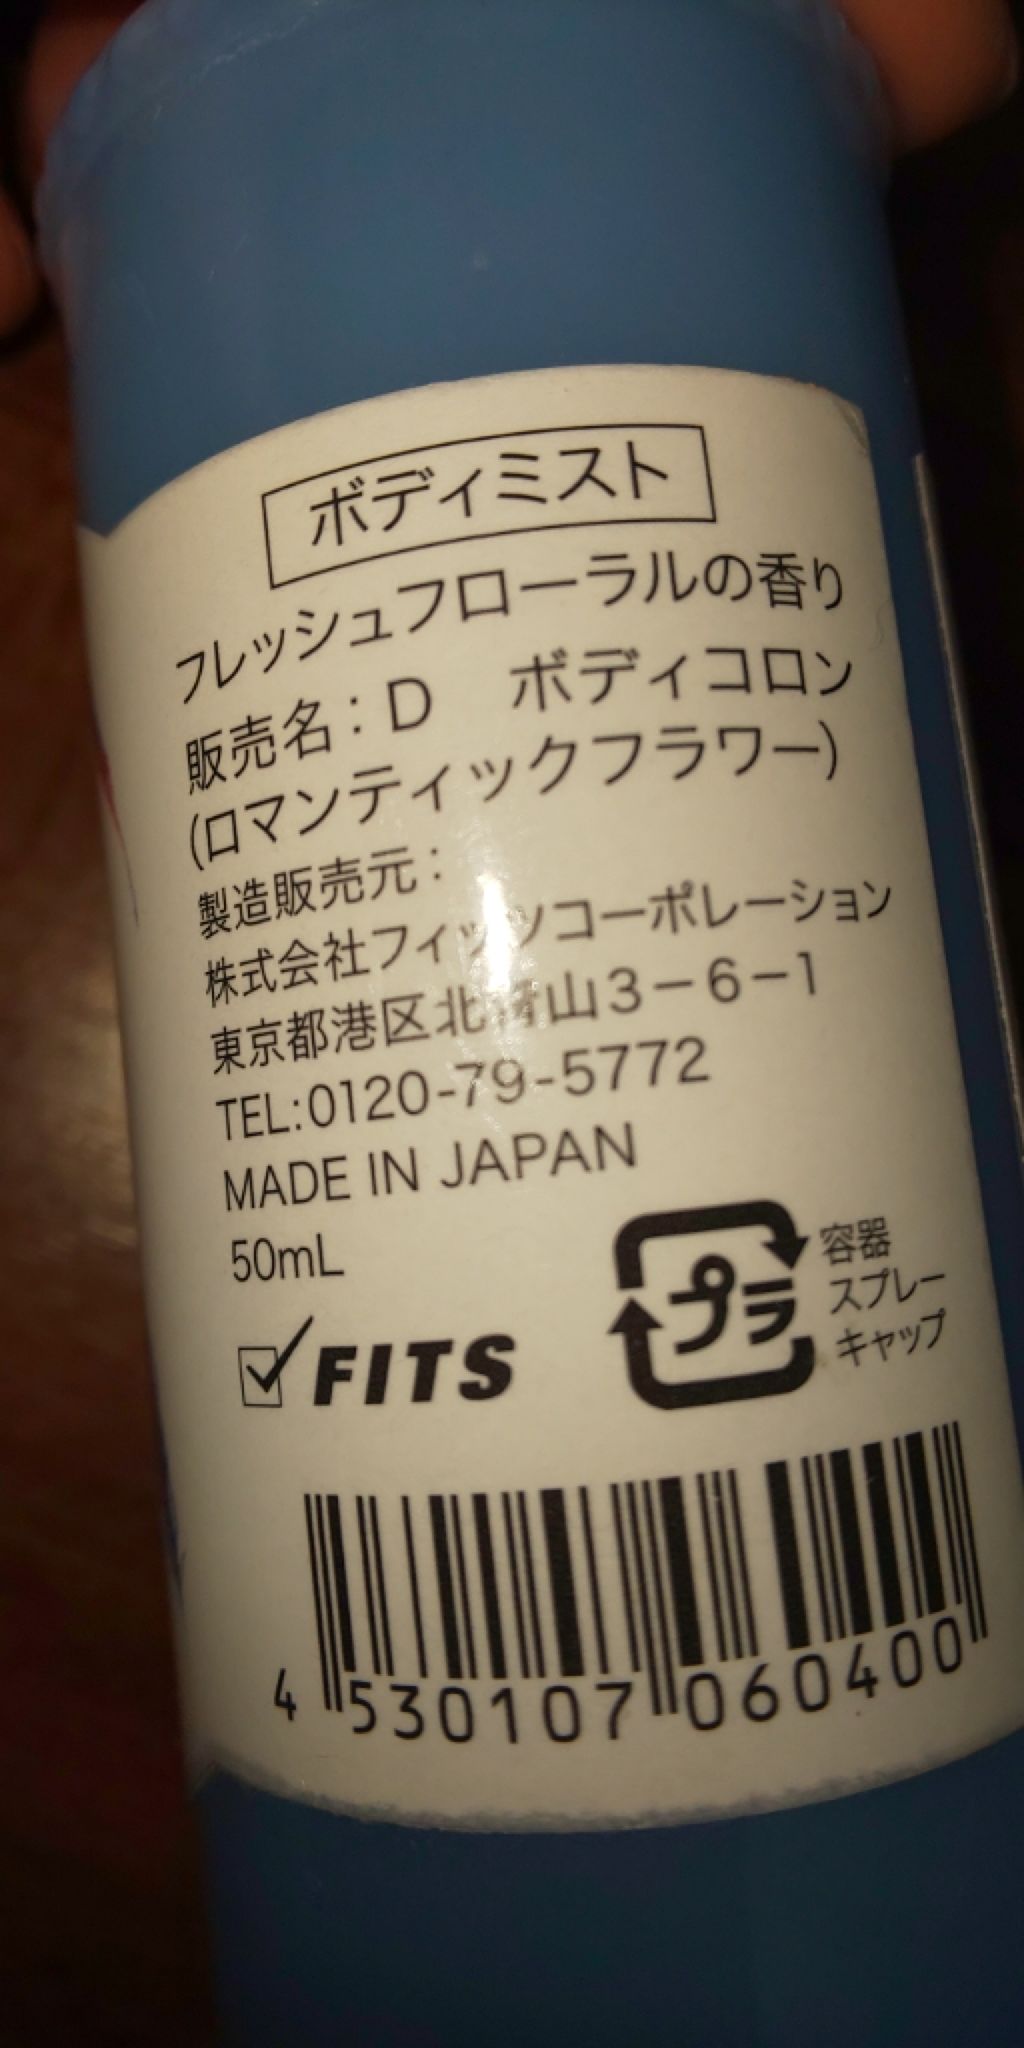 ボディミスト
フレッシュフローラルの香り
販売名：D　ボディコロン
(ロマンティックフラワー)
製造販売元：
株式会社フィッツコーポレーション
東京都港区北青山3-6-1
TEL:0120-79-5772
MADE IN JAPAN
50mL
FITS
プラ
容器
スプレー
キャップ
4 530107 060400